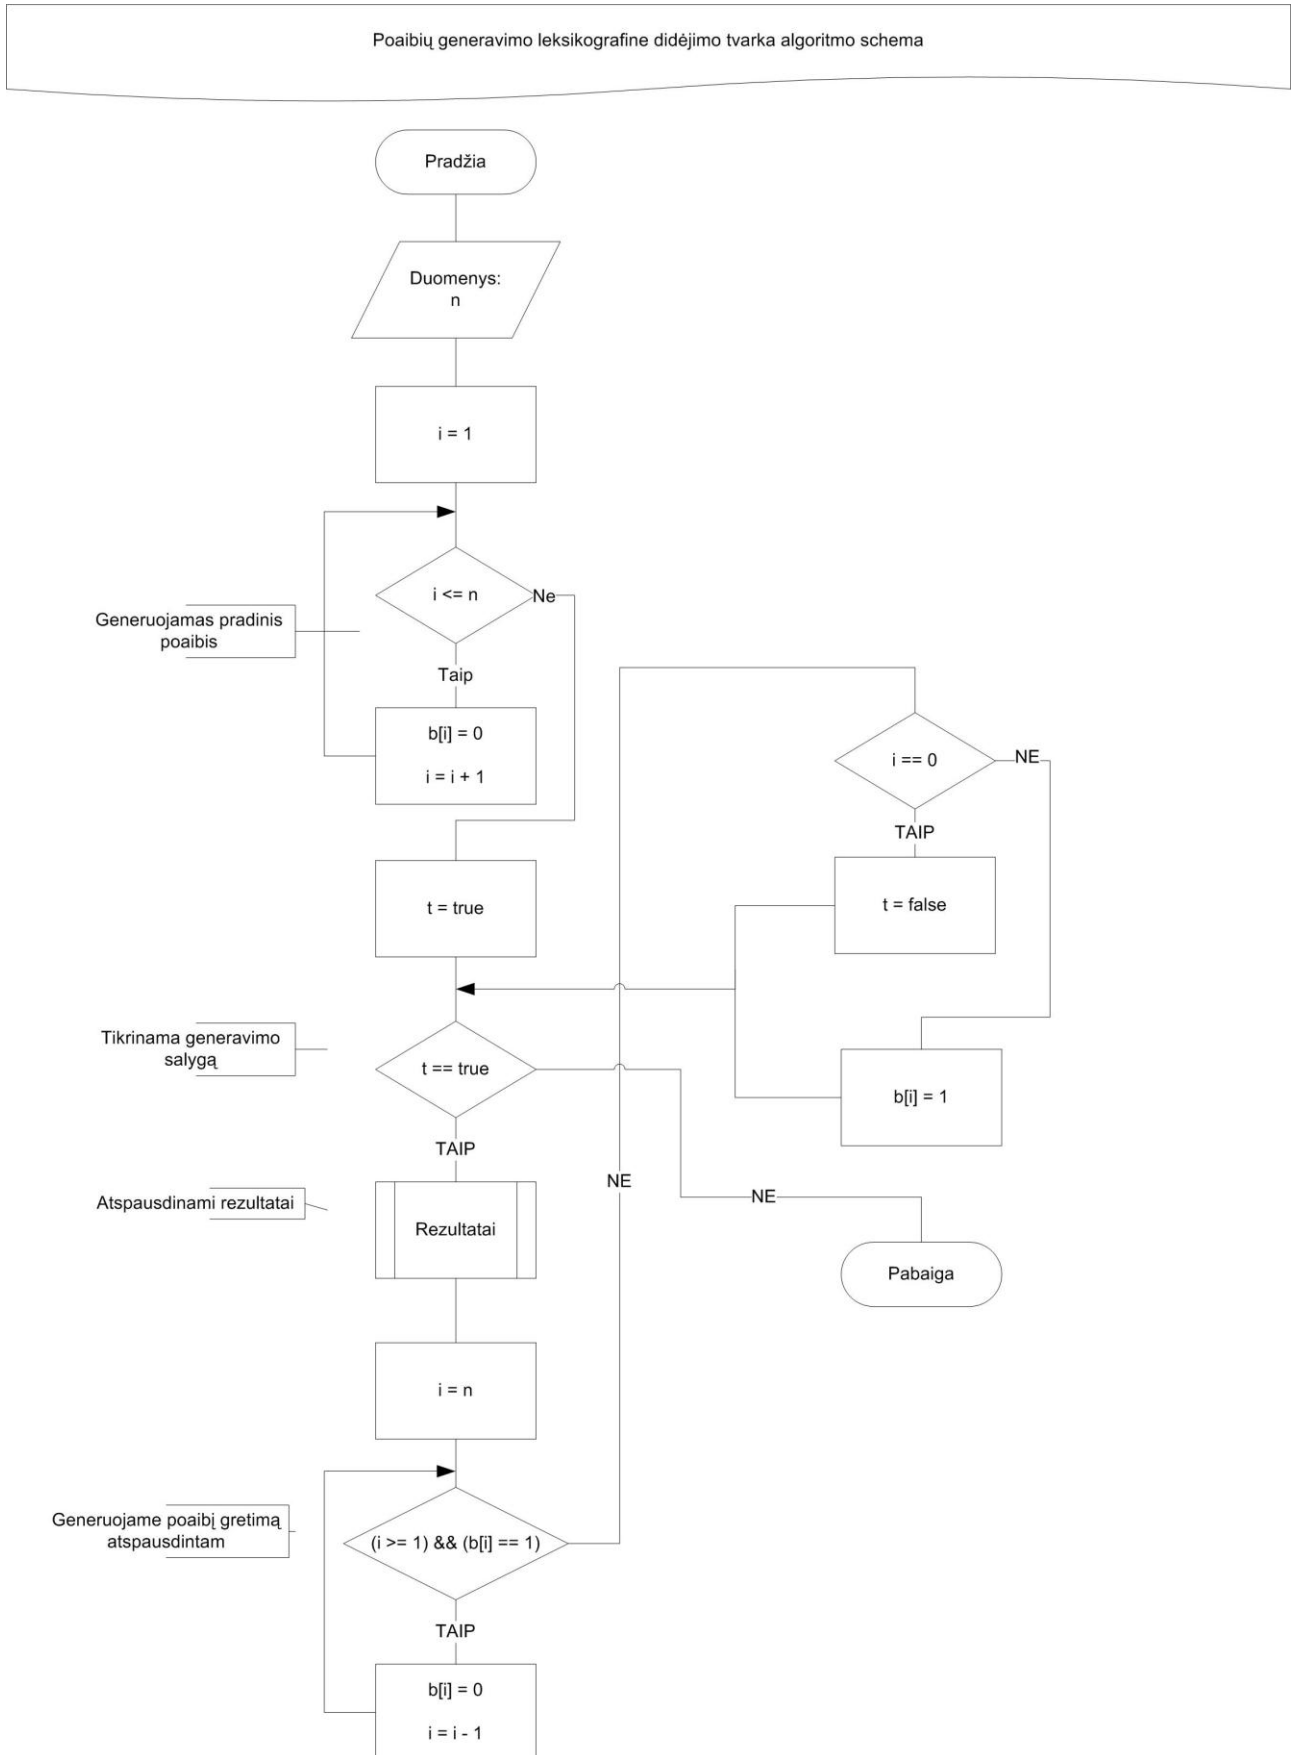 Poaibių generavimo leksikografine didėjimo tvarka algoritmo schema
Pradžia
Duomenys:
n
i = 1
i <= n
Ne
Generuojamas pradinis
poaibis
Taip
b[i] = 0
i = i + 1
i == 0
NE
TAIP
t = false
t = true
Tikrinama generavimo
salygą
t == true
b[i] = 1
TAIP
NE
NE
Atspausdinami rezultatai
Rezultatai
Pabaiga
i = n
Generuojame poaibį gretimą
atspausdintam
(i >= 1) && (b[i] == 1)
TAIP
b[i] = 0
i = i - 1